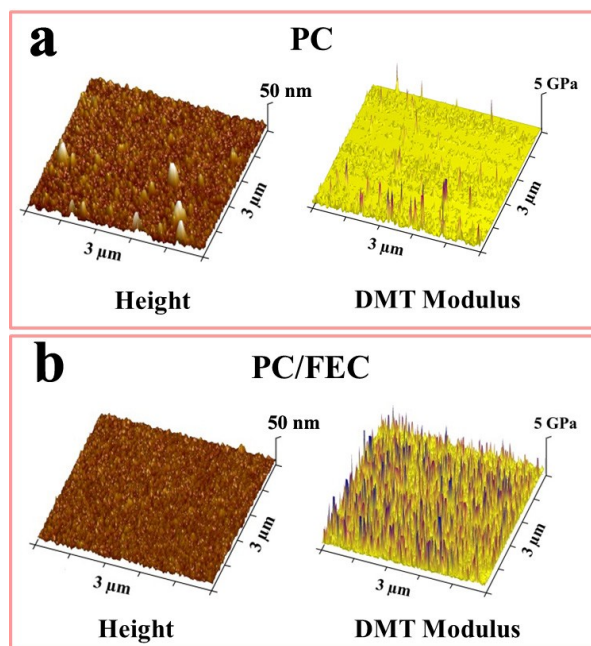 a
PC
50 nm
5 GPa
3 µm
3 µm
3 µm
3 µm
Height
DMT Modulus
b
PC/FEC
50 nm
5 GPa
3 µm
3 µm
3 µm
3 µm
Height
DMT Modulus